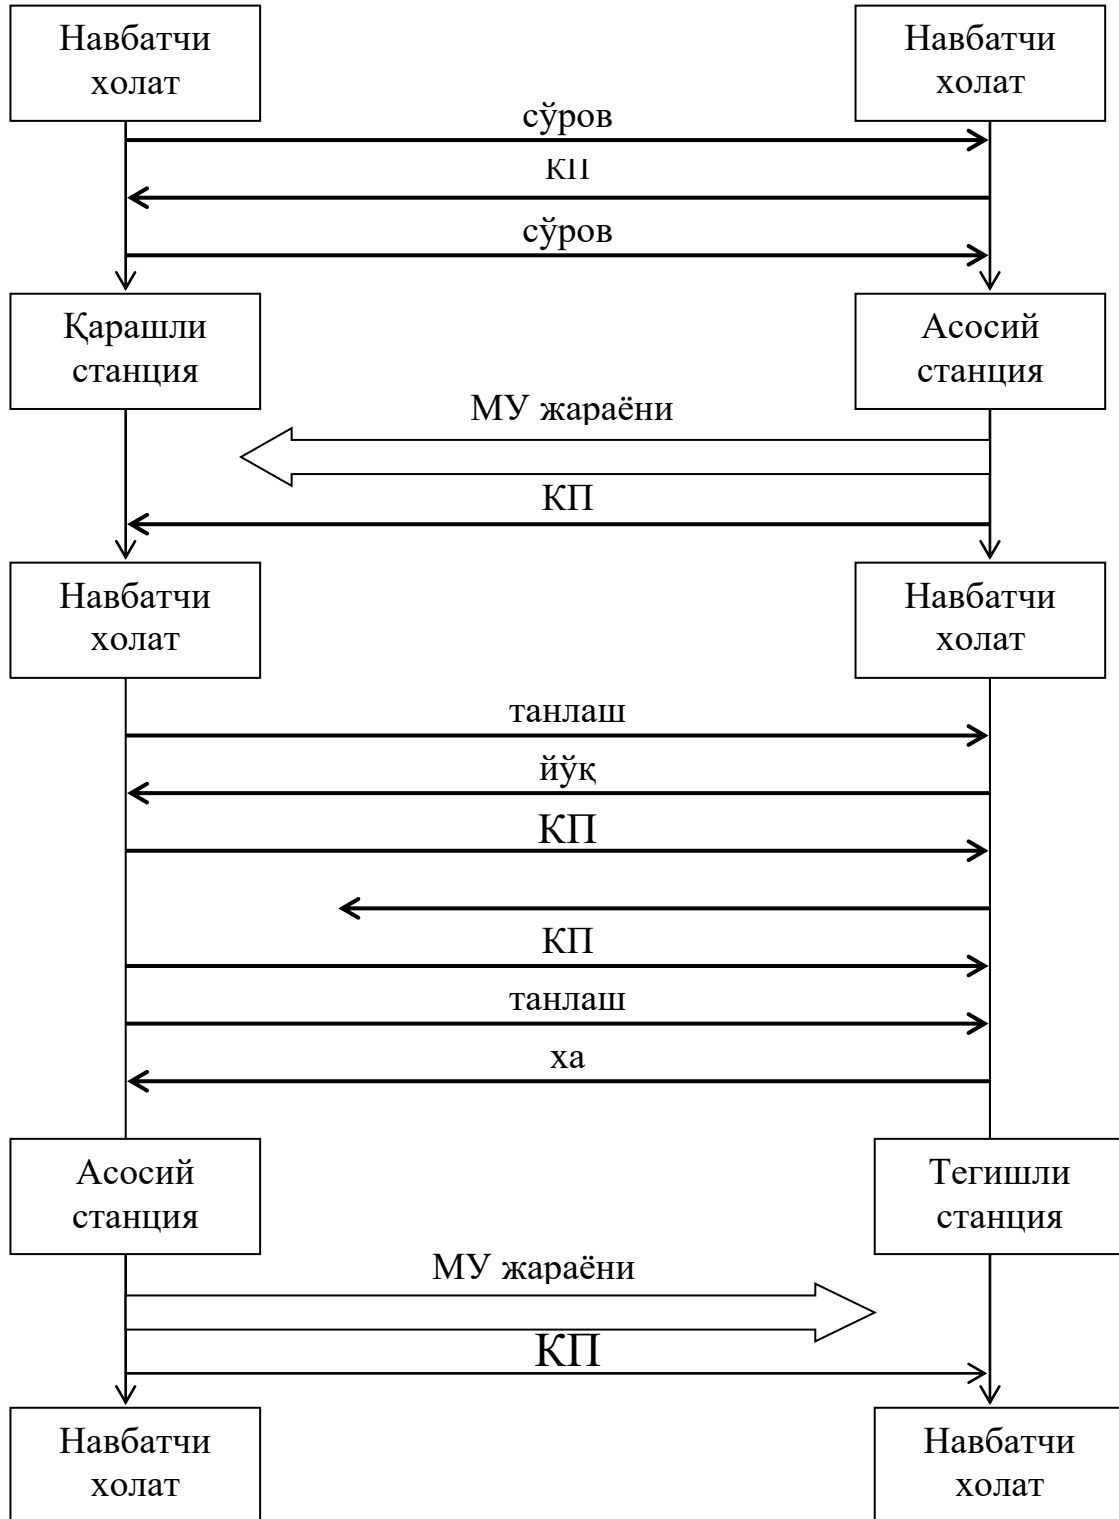 Навбатчи
холат
Навбатчи
холат
сўров
КП
сўров
Қарашли
станция
Асосий
станция
МУ жараёни
КП
Навбатчи
холат
Навбатчи
холат
танлаш
йўқ
КП
КП
танлаш
ха
Асосий
станция
Тегишли
станция
МУ жараёни
КП
Навбатчи
холат
Навбатчи
холат